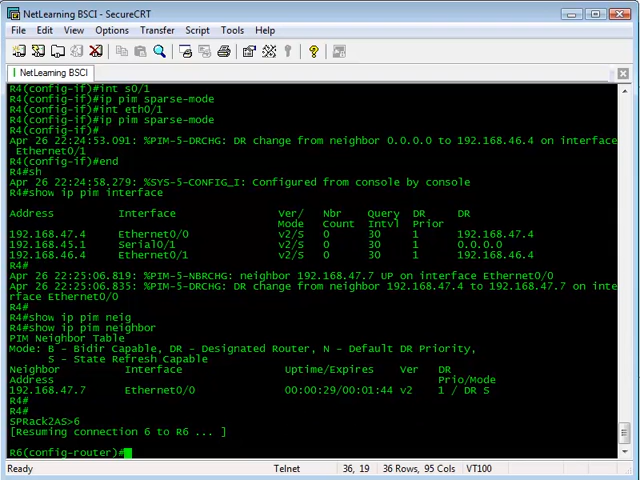 NetLearning BSCI - SecureCRT
File Edit View Options Transfer Script Tools Help
NetLearning BSCI
R4(config-if)#int s0/1
R4(config-if)#ip pim sparse-mode
R4(config-if)#int eth0/1
R4(config-if)#ip pim sparse-mode
R4(config-if)#
Apr 26 22:24:53.091: %PIM-5-DRCHG: DR change from neighbor 0.0.0.0 to 192.168.46.4 on interface
Ethernet0/1
R4(config-if)#end
R4#sh
Apr 26 22:24:58.279: %SYS-5-CONFIG_I: Configured from console by console
R4#show ip pim interface
Address Interface Ver/ Nbr Query DR DR
Mode Count Intvl Prior
192.168.47.4 Ethernet0/0 v2/S 0 30 1 192.168.47.4
192.168.45.1 Serial0/1 v2/S 0 30 1 0.0.0.0
192.168.46.4 Ethernet0/1 v2/S 0 30 1 192.168.46.4
R4#
Apr 26 22:25:06.819: %PIM-5-NBRCHG: neighbor 192.168.47.7 UP on interface Ethernet0/0
Apr 26 22:25:06.835: %PIM-5-DRCHG: DR change from neighbor 192.168.47.4 to 192.168.47.7 on inte
rface Ethernet0/0
R4#
R4#show ip pim neig
R4#show ip pim neighbor
PIM Neighbor Table
Mode: B - Bidir Capable, DR - Designated Router, N - Default DR Priority,
S - State Refresh Capable
Neighbor Interface Uptime/Expires Ver DR
Address Prio/Mode
192.168.47.7 Ethernet0/0 00:00:29/00:01:44 v2 1 / DR S
R4#
R4#
SPRack2AS>6
[Resuming connection 6 to R6 ... ]
R6(config-router)#
Ready Telnet 36, 19 36 Rows, 95 Cols VT100